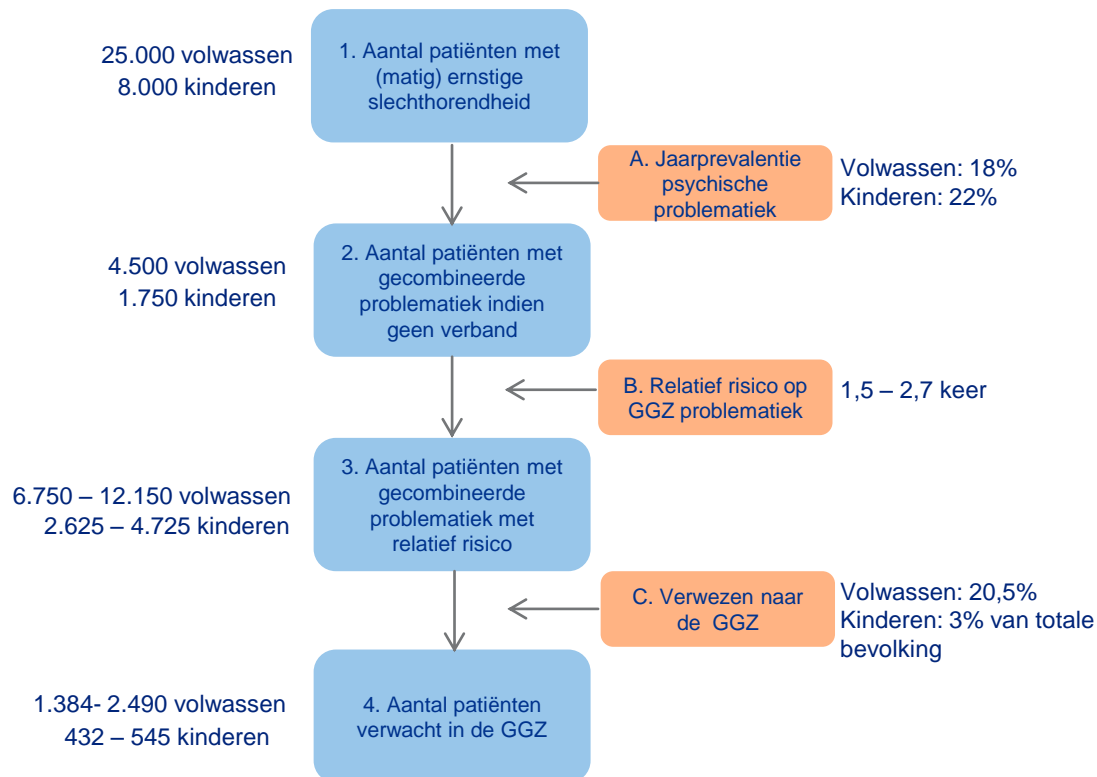 25.000 volwassen
8.000 kinderen
1. Aantal patiënten met
(matig) ernstige
slechthorendheid
A. Jaarprevalentie
psychische
problematiek
Volwassen: 18%
Kinderen: 22%
4.500 volwassen
1.750 kinderen
2. Aantal patiënten met
gecombineerde
problematiek indien
geen verband
B. Relatief risico op
GGZ problematiek
1,5 – 2,7 keer
6.750 – 12.150 volwassen
2.625 – 4.725 kinderen
3. Aantal patiënten met
gecombineerde
problematiek met
relatief risico
C. Verwezen naar
de GGZ
Volwassen: 20,5%
Kinderen: 3% van totale
bevolking
1.384- 2.490 volwassen
432 – 545 kinderen
4. Aantal patiënten
verwacht in de GGZ